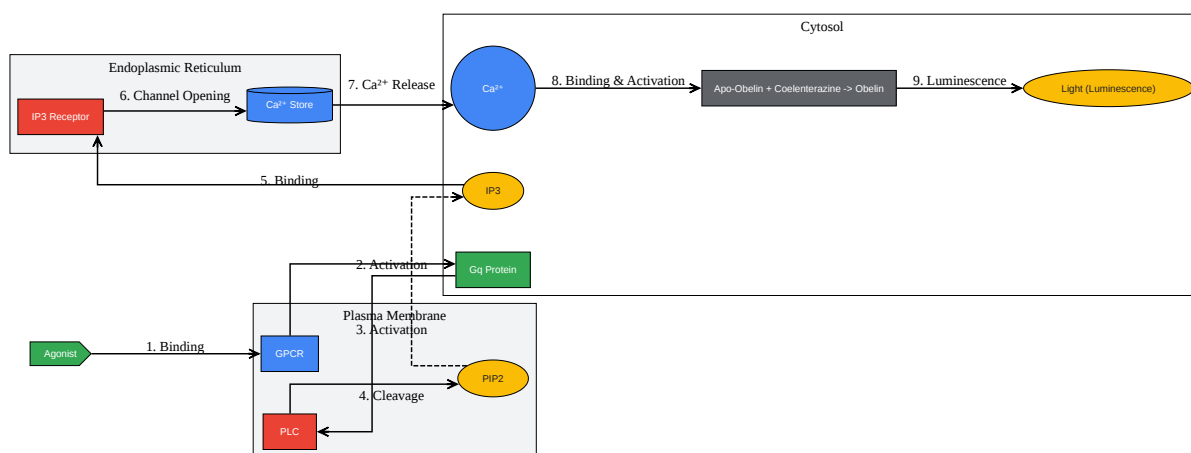 Cytosol
Endoplasmic Reticulum
6. Channel Opening
IP3 Receptor
Ca²⁺ Store
7. Ca²⁺ Release
Ca²⁺
8. Binding & Activation
Apo-Obelin + Coelenterazine -> Obelin
9. Luminescence
Light (Luminescence)
5. Binding
IP3
2. Activation
Gq Protein
Plasma Membrane
3. Activation
Agonist
1. Binding
GPCR
4. Cleavage
PIP2
PLC